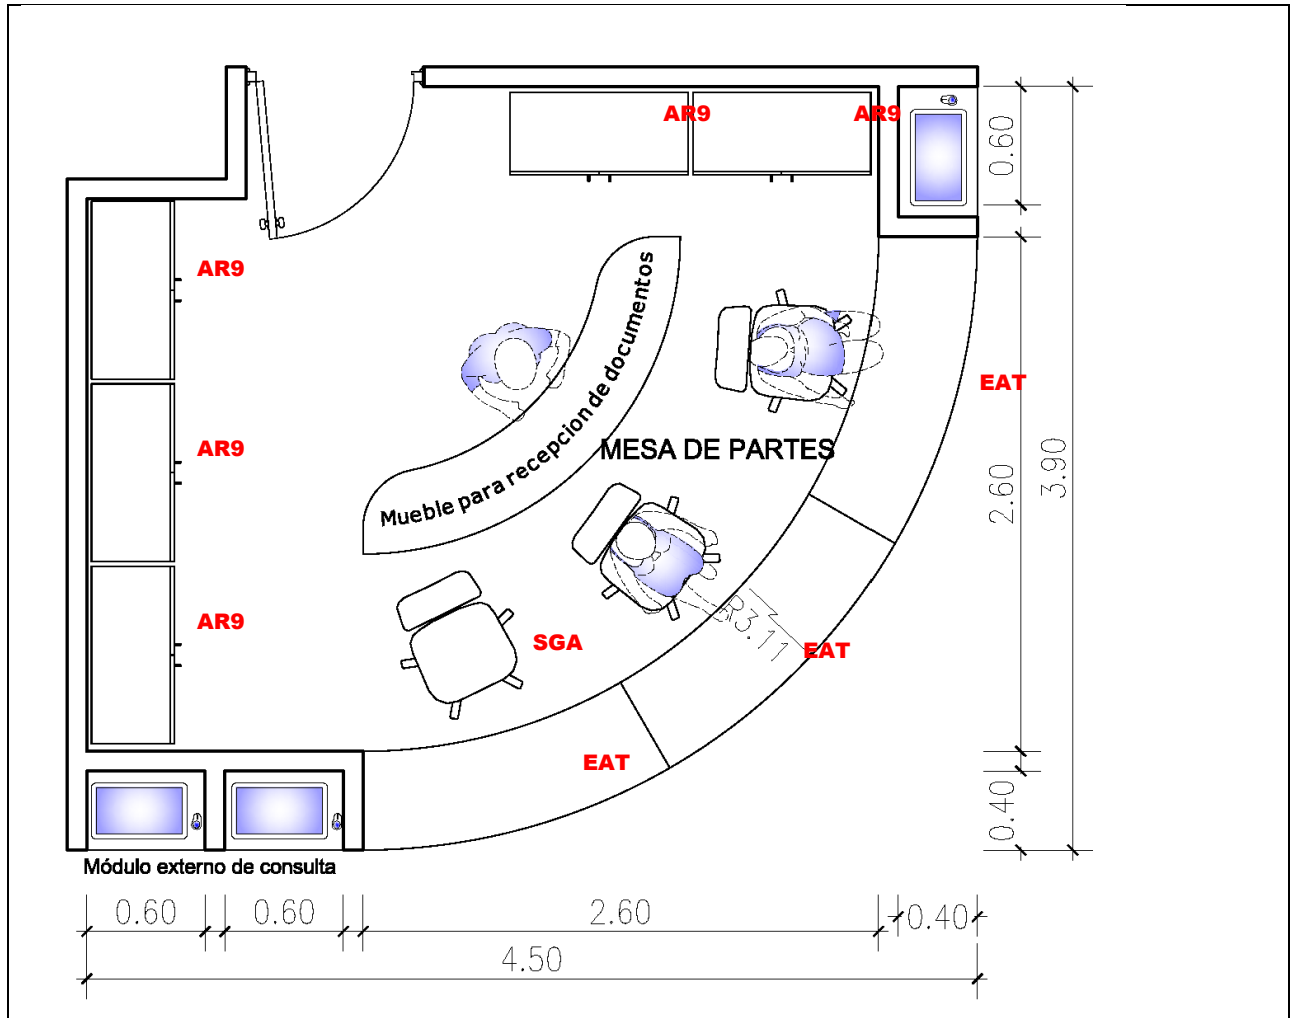 AR9
AR9
0.60
AR9
Mueble para recepcion de documentos
EAT
AR9
MESA DE PARTES
2.60
3.90
AR9
SGA
R3.11
EAT
EAT
0.40
Módulo externo de consulta
0.60
0.60
2.60
0.40
4.50